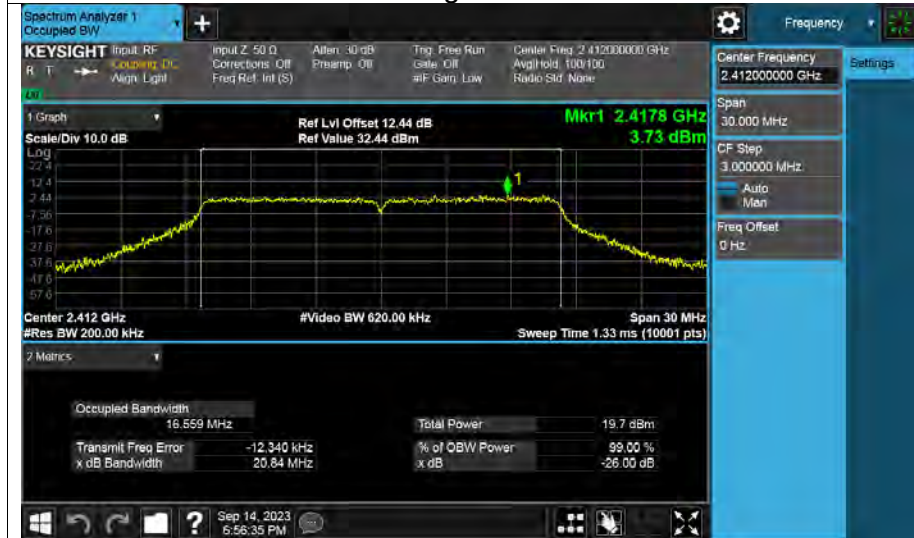 Spectrum Analyzer 1
Occupied BW
+
Frequency
KEYSIGHT Input: RF
R T Coupling: DC
Align: Light
Input Z: 50 Ω
Corrections: Off
Freq Ref: Int (S)
Atten: 30 dB
Preamp: Off
Trig: Free Run
Gate: Off
#IF Gain: Low
Center Freq: 2.412000000 GHz
Avg|Hold: 100/100
Radio Std: None
Center Frequency
2.412000000 GHz
Settings
Span
30.000 MHz
CF Step
3.000000 MHz
Auto
Man
Freq Offset
0 Hz
1 Graph
Scale/Div 10.0 dB
Ref Lvl Offset 12.44 dB
Ref Value 32.44 dBm
Mkr1 2.4178 GHz
3.73 dBm
Log
22.4
12.4
2.44
-7.56
-17.6
-27.6
-37.6
-47.6
-57.6
1
Center 2.412 GHz
#Res BW 200.00 kHz
#Video BW 620.00 kHz
Span 30 MHz
Sweep Time 1.33 ms (10001 pts)
2 Metrics
Occupied Bandwidth
16.559 MHz
Total Power 19.7 dBm
Transmit Freq Error -12.340 kHz
% of OBW Power 99.00 %
x dB Bandwidth 20.84 MHz
x dB -26.00 dB
?
Sep 14, 2023
6:56:35 PM